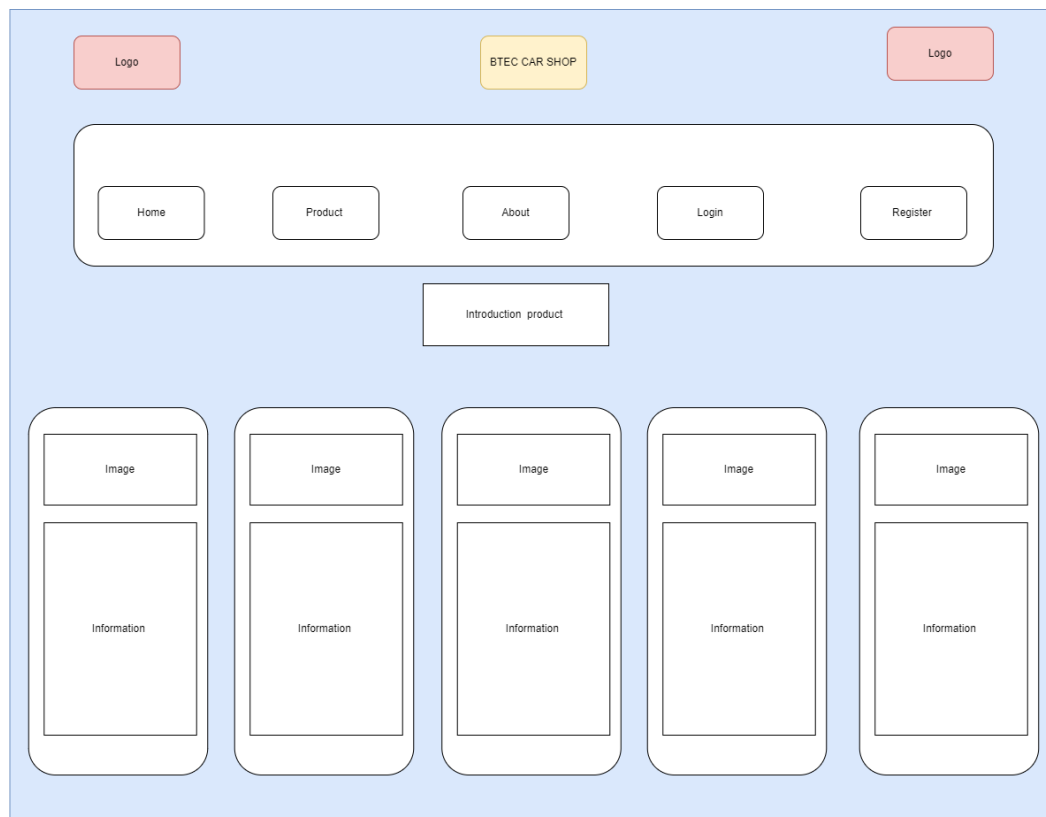 Logo
BTEC CAR SHOP
Logo
Home
Product
About
Login
Register
Introduction product
Image
Image
Image
Image
Image
Information
Information
Information
Information
Information